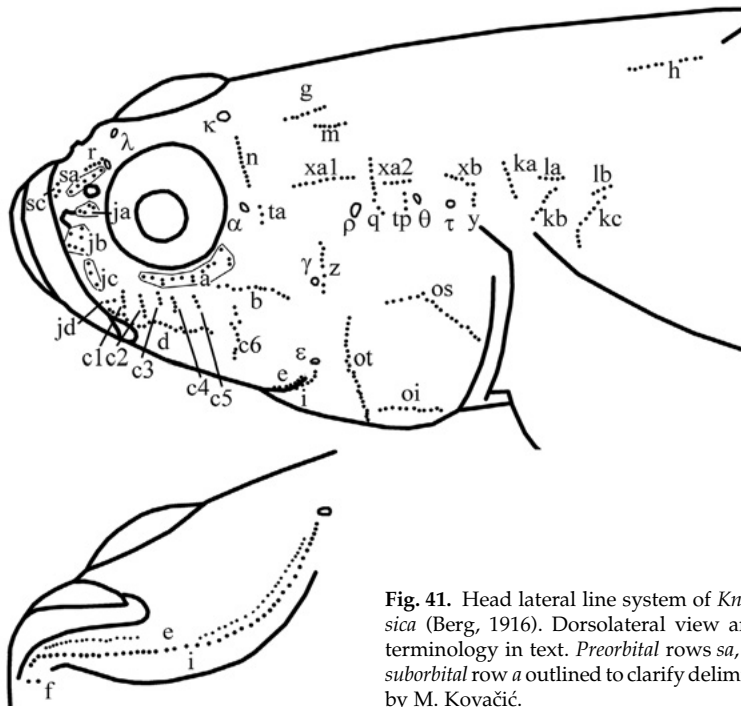 h
g
κ
m
λ
r
n
sa
xa1
xa2
xb
ka
la
lb
sc
ja
α
ta
ρ
q
tp
θ
τ
y
kb
kc
jb
γ
z
jc
a
b
os
jd
d
c1
c2
c3
c4
c5
c6
ε
e
i
ot
oi
e
i
f
Fig. 41. Head lateral line system of Kn
sica (Berg, 1916). Dorsolateral view a
terminology in text. Preorbital rows sa,
suborbital row a outlined to clarify delim
by M. Kovačić.